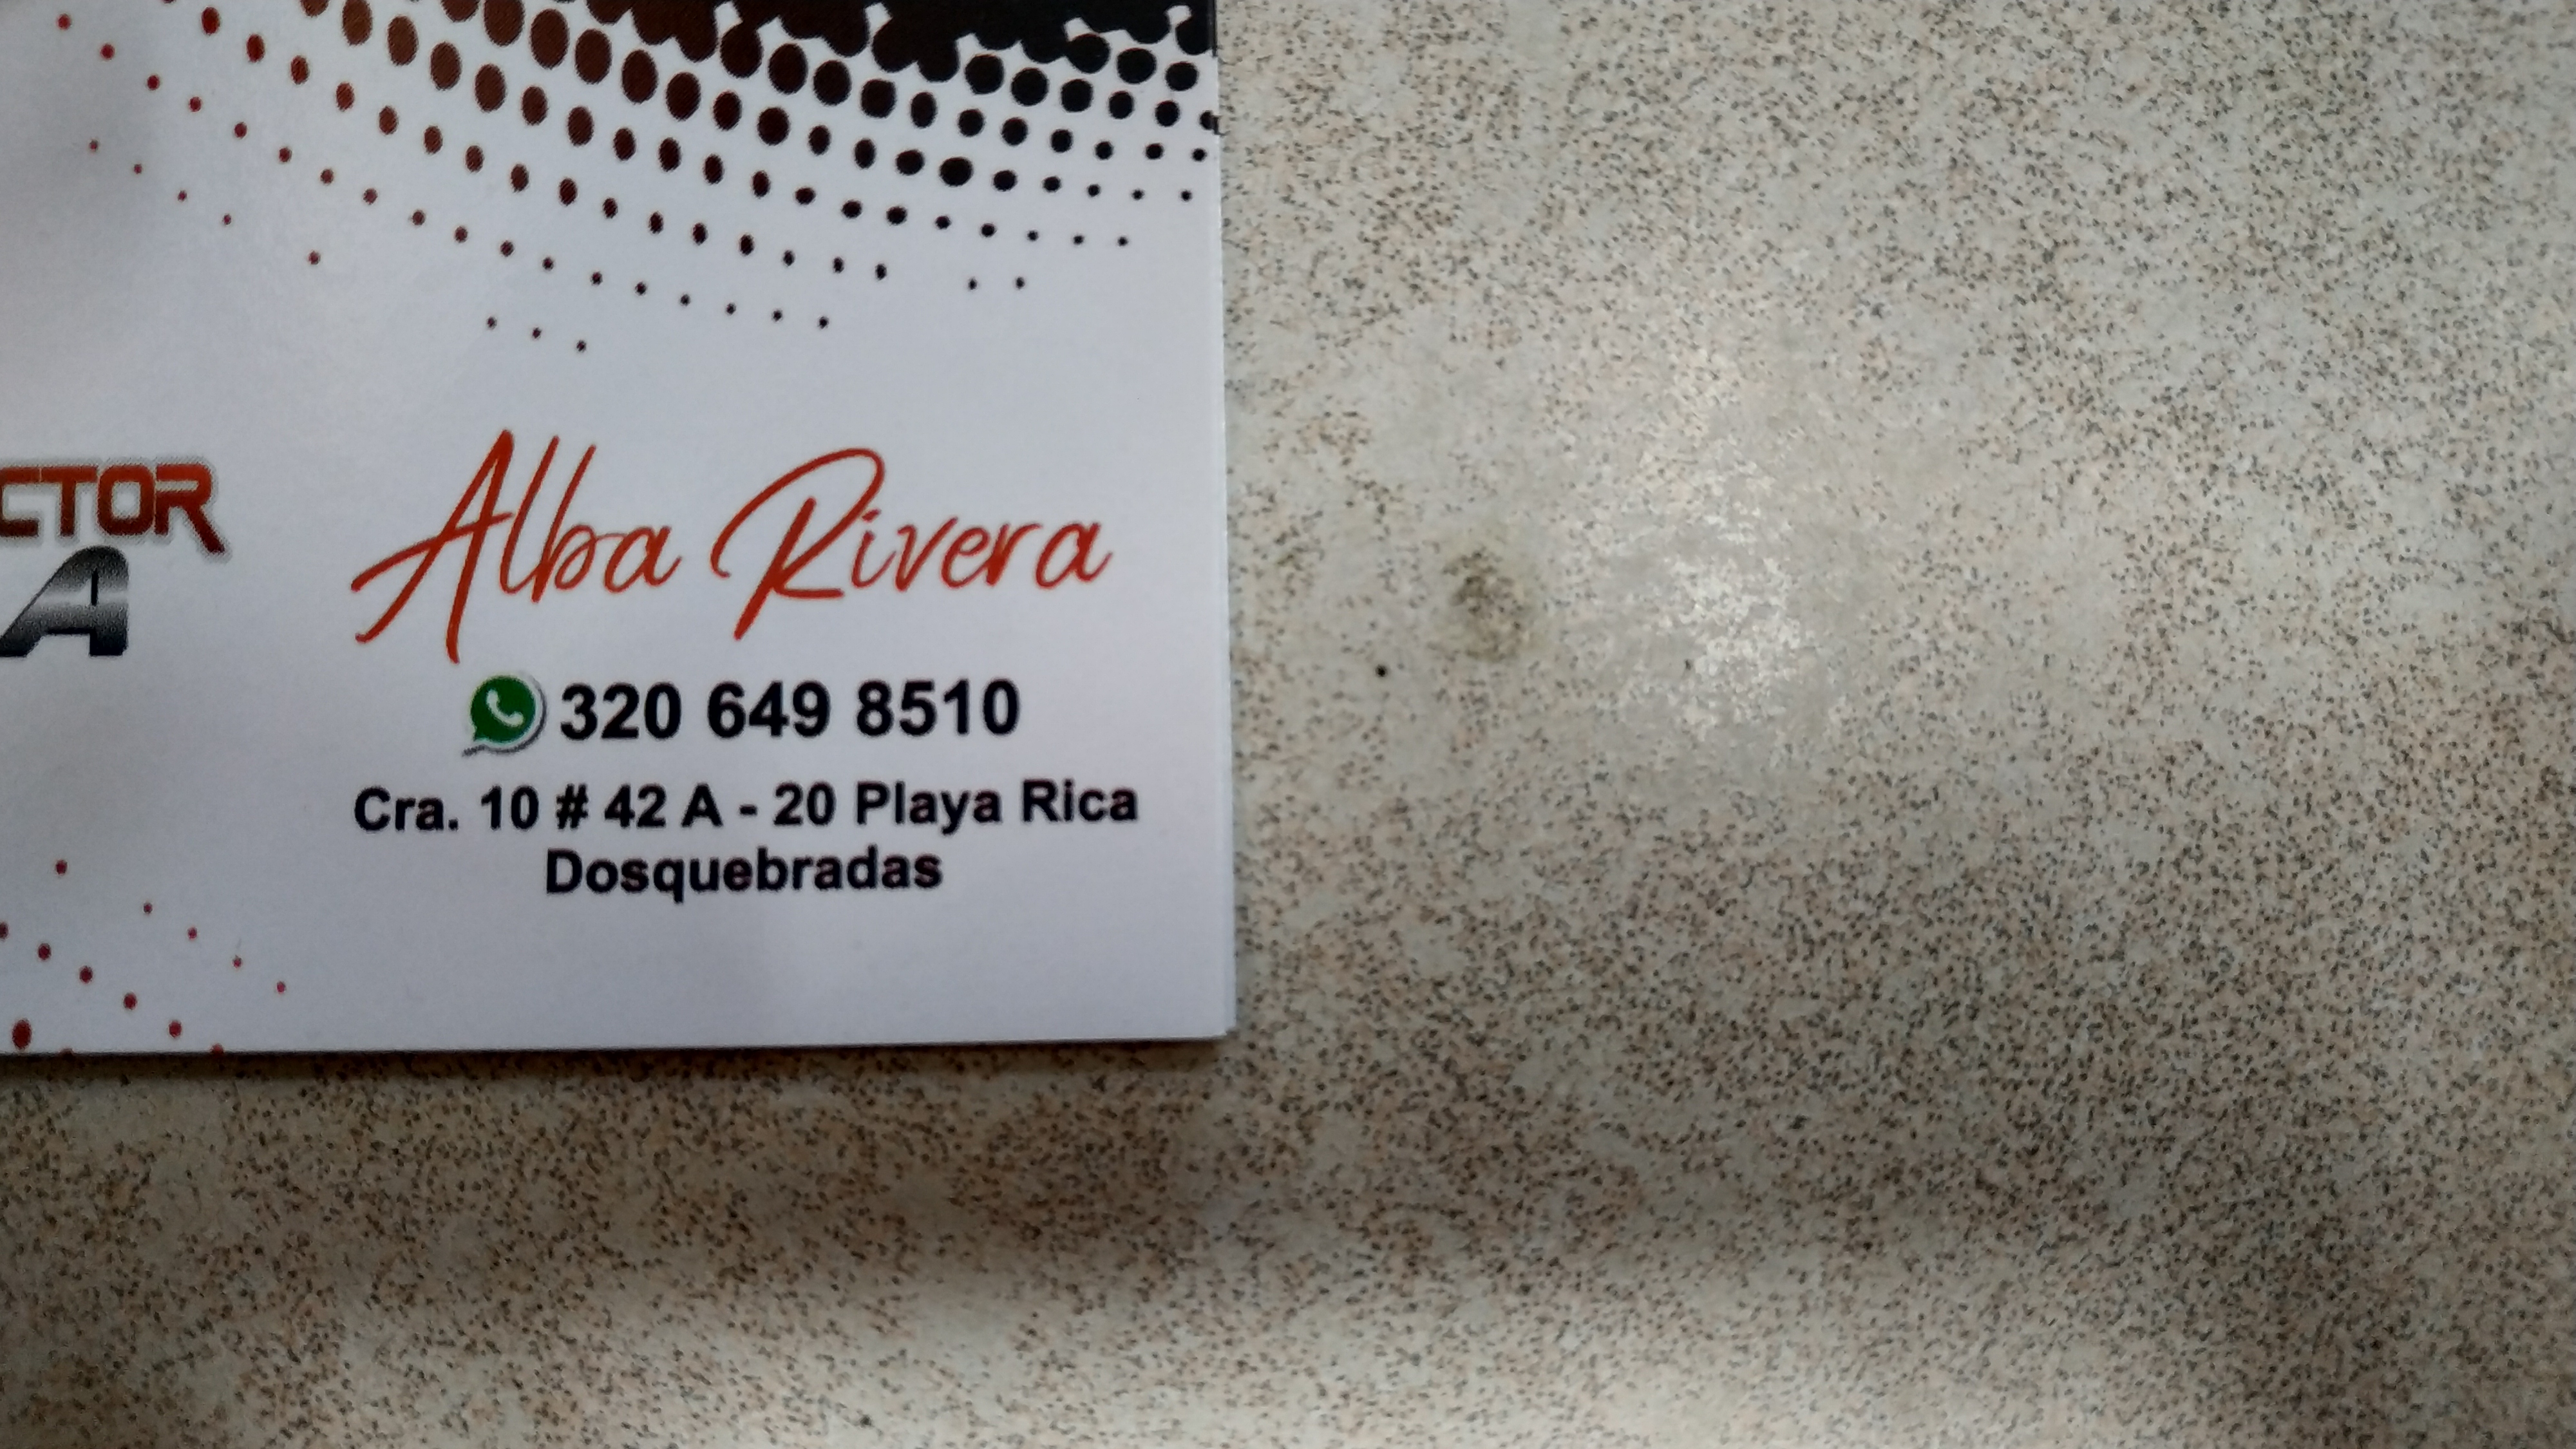 CTOR
A
Alba Rivera
320 649 8510
Cra. 10 # 42 A - 20 Playa Rica
Dosquebradas